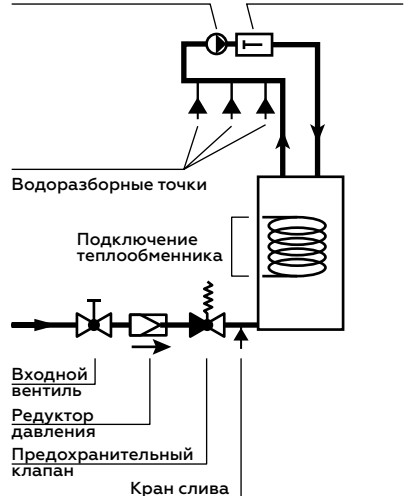 Водоразборные точки
Подключение
теплообменника
Входной
вентиль
Редуктор
давления
Предохранительный
клапан
Кран слива